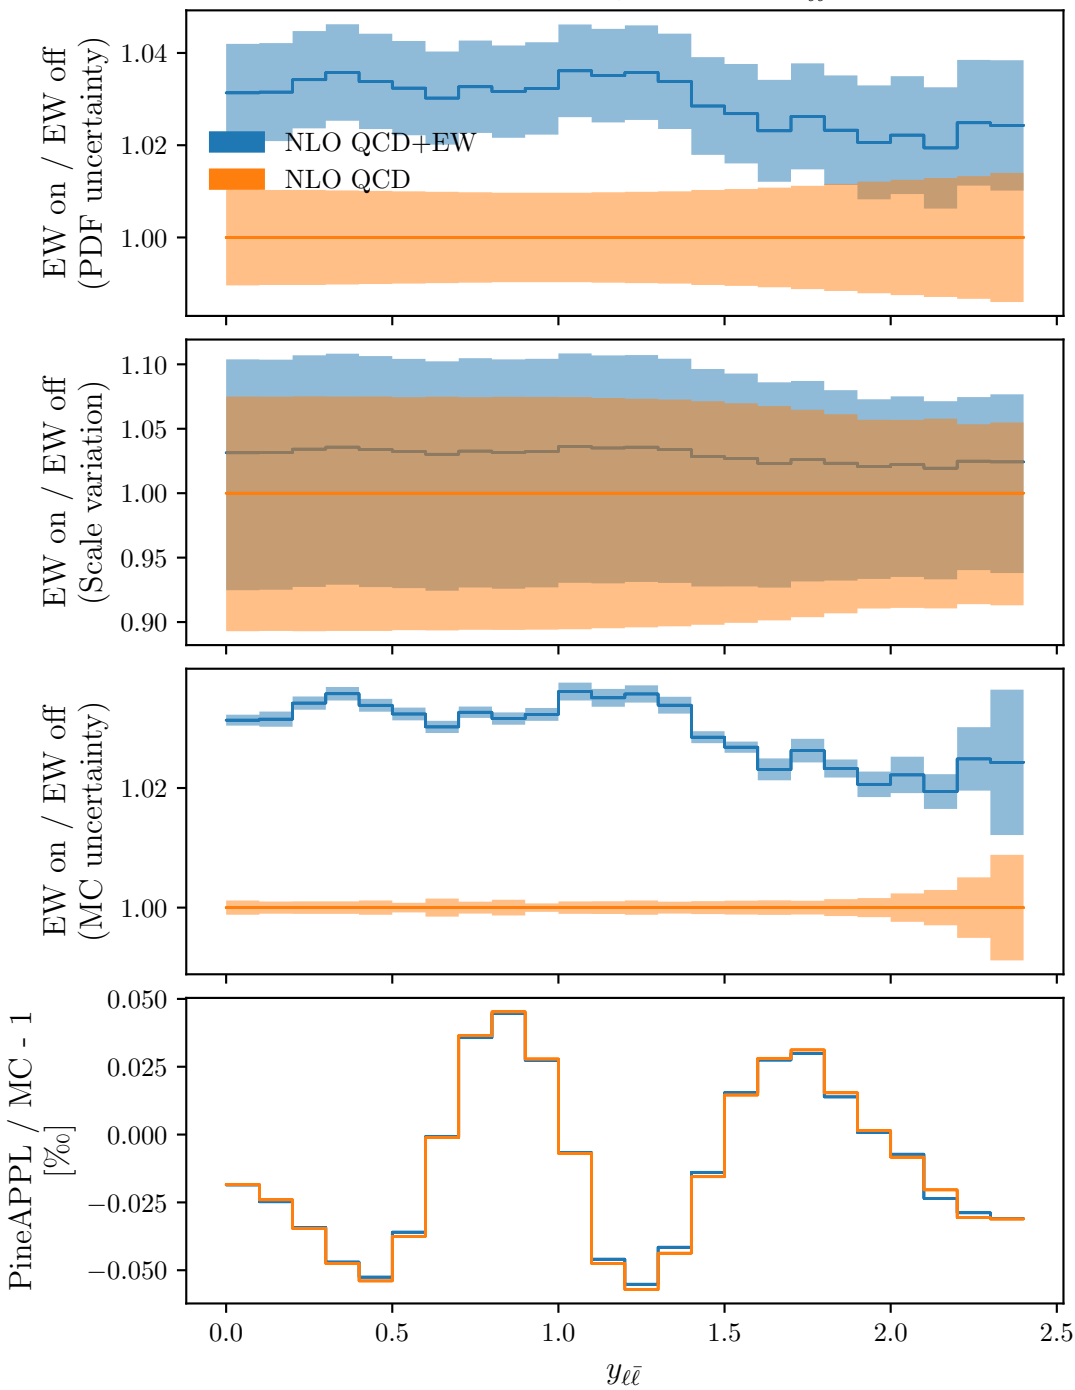 EW on / EW off
(PDF uncertainty)
1.04
1.02
1.00
NLO QCD+EW
NLO QCD
EW on / EW off
(Scale variation)
1.10
1.05
1.00
0.95
0.90
EW on / EW off
(MC uncertainty)
1.02
1.00
PineAPPL / MC - 1
[‰]
0.050
0.025
0.000
−0.025
−0.050
0.0 0.5 1.0 1.5 2.0 2.5
yℓℓ̄